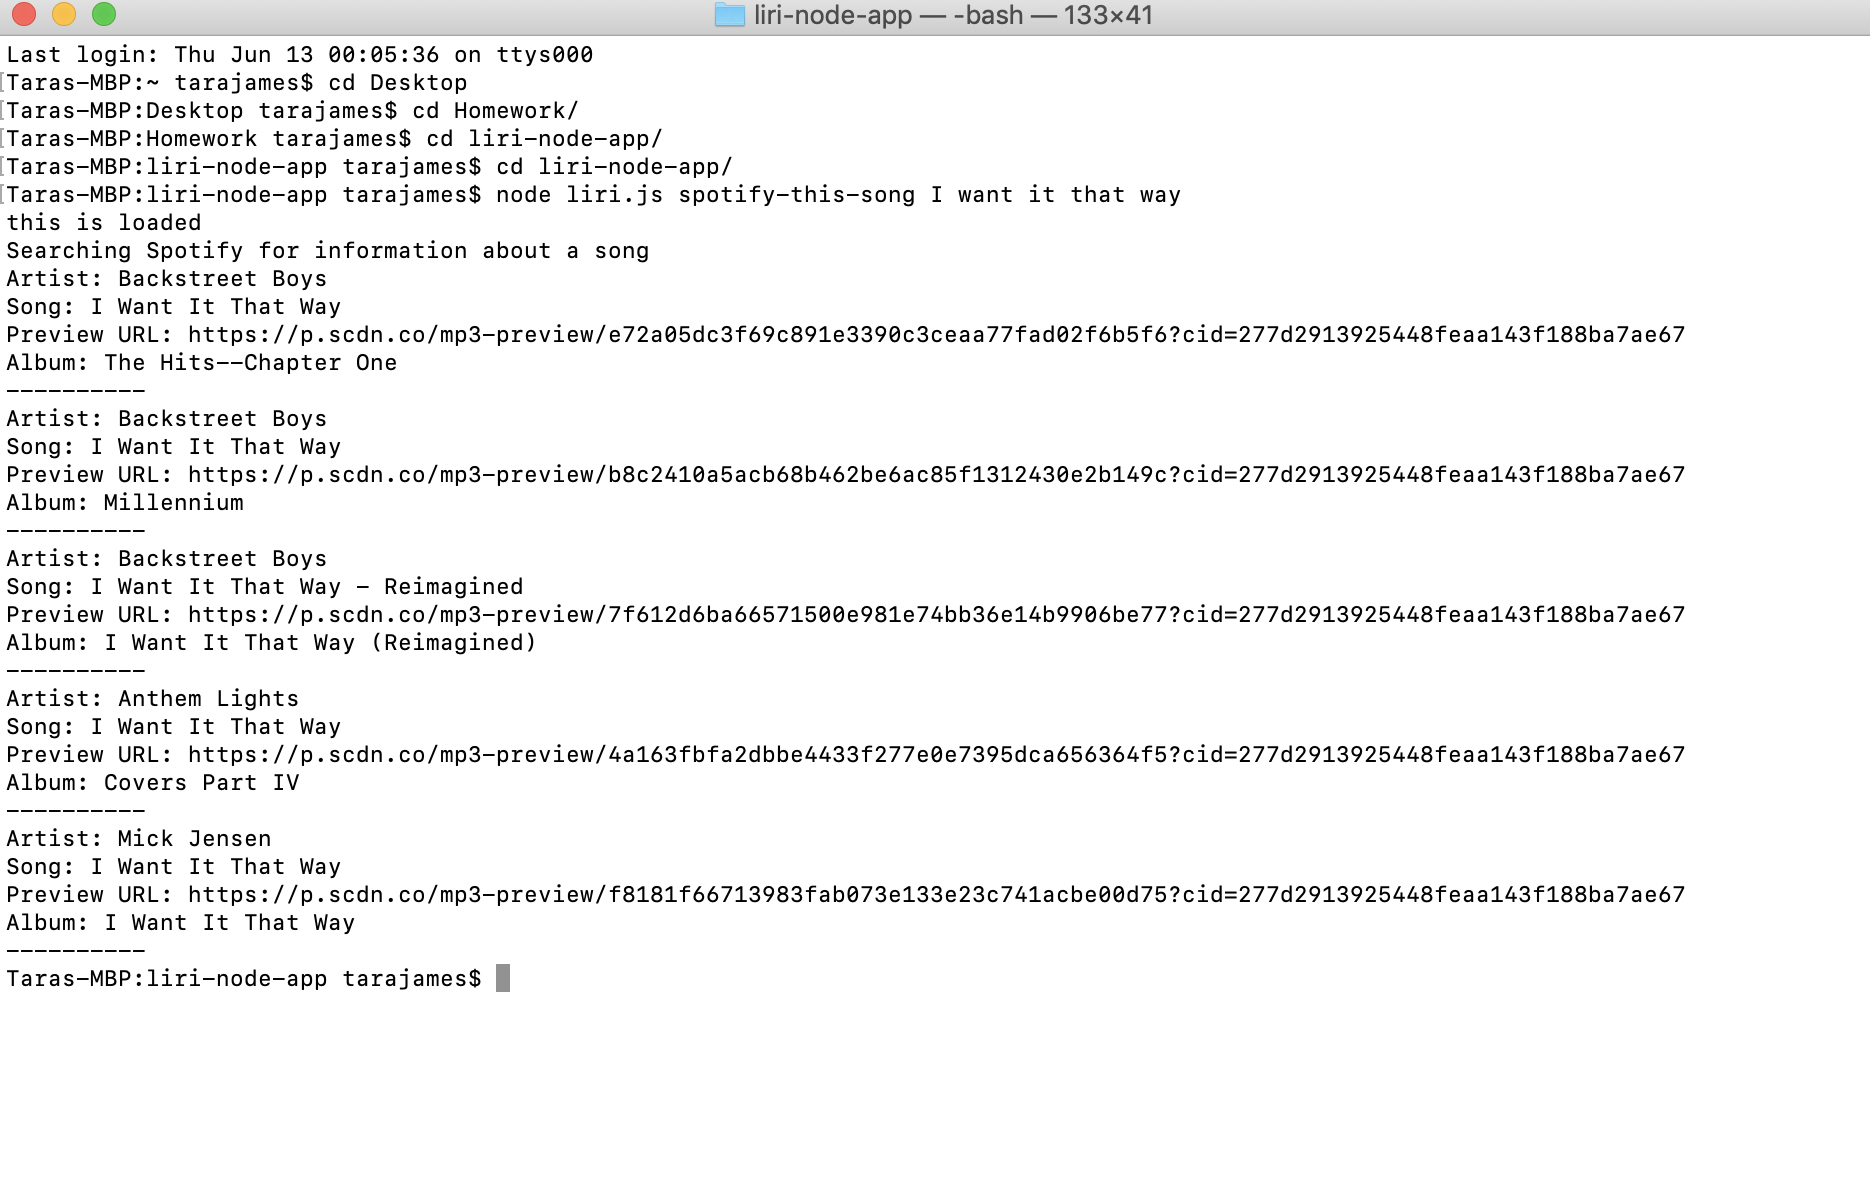 liri-node-app — -bash — 133×41
Last login: Thu Jun 13 00:05:36 on ttys000
[Taras-MBP:~ tarajames$ cd Desktop
[Taras-MBP:Desktop tarajames$ cd Homework/
[Taras-MBP:Homework tarajames$ cd liri-node-app/
[Taras-MBP:liri-node-app tarajames$ cd liri-node-app/
[Taras-MBP:liri-node-app tarajames$ node liri.js spotify-this-song I want it that way
this is loaded
Searching Spotify for information about a song
Artist: Backstreet Boys
Song: I Want It That Way
Preview URL: https://p.scdn.co/mp3-preview/e72a05dc3f69c891e3390c3ceaa77fad02f6b5f6?cid=277d2913925448feaa143f188ba7ae67
Album: The Hits--Chapter One
----------
Artist: Backstreet Boys
Song: I Want It That Way
Preview URL: https://p.scdn.co/mp3-preview/b8c2410a5acb68b462be6ac85f1312430e2b149c?cid=277d2913925448feaa143f188ba7ae67
Album: Millennium
----------
Artist: Backstreet Boys
Song: I Want It That Way - Reimagined
Preview URL: https://p.scdn.co/mp3-preview/7f612d6ba66571500e981e74bb36e14b9906be77?cid=277d2913925448feaa143f188ba7ae67
Album: I Want It That Way (Reimagined)
----------
Artist: Anthem Lights
Song: I Want It That Way
Preview URL: https://p.scdn.co/mp3-preview/4a163fbfa2dbbe4433f277e0e7395dca656364f5?cid=277d2913925448feaa143f188ba7ae67
Album: Covers Part IV
----------
Artist: Mick Jensen
Song: I Want It That Way
Preview URL: https://p.scdn.co/mp3-preview/f8181f66713983fab073e133e23c741acbe00d75?cid=277d2913925448feaa143f188ba7ae67
Album: I Want It That Way
----------
Taras-MBP:liri-node-app tarajames$